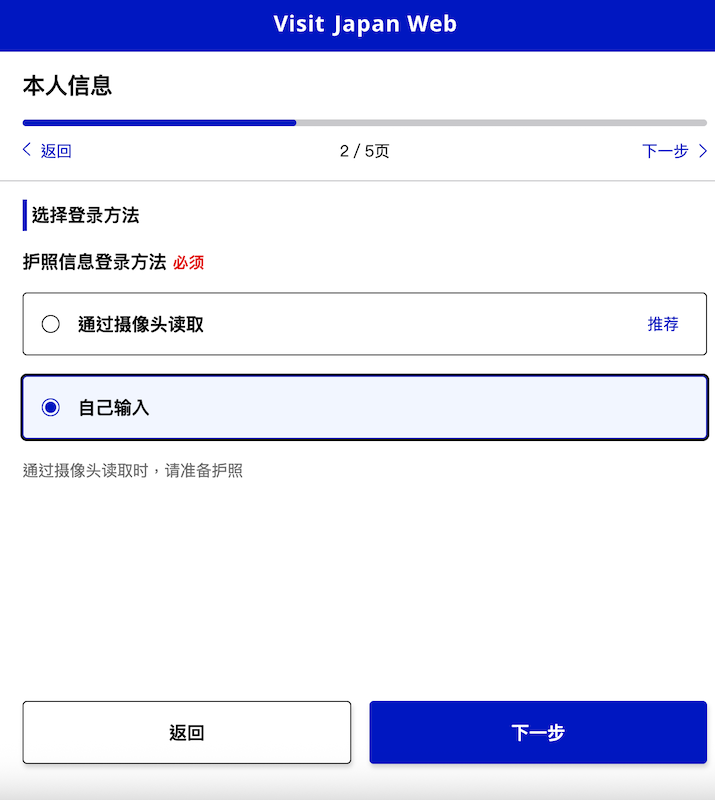 Visit Japan Web
本人信息
返回
2 / 5页
下一步
选择登录方法
护照信息登录方法 必须
通过摄像头读取 推荐
自己输入
通过摄像头读取时，请准备护照
返回
下一步